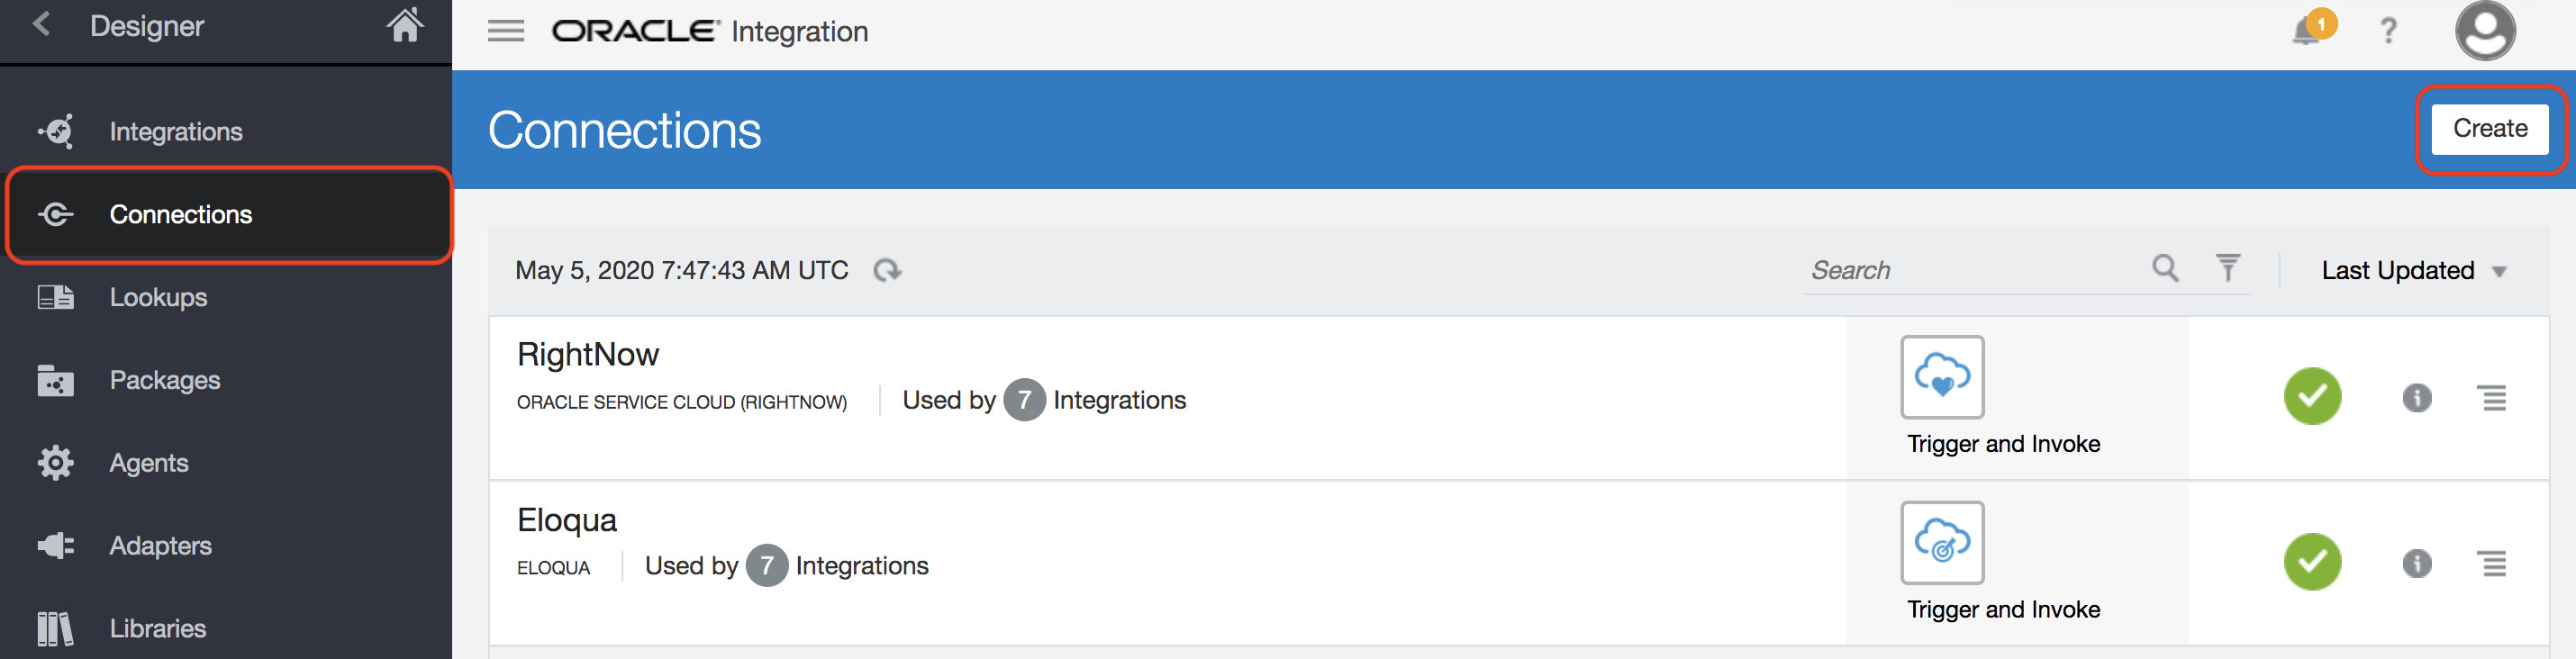 Designer
ORACLE Integration
1
?
Integrations
Connections
Lookups
Packages
Agents
Adapters
Libraries
Connections
Create
May 5, 2020 7:47:43 AM UTC
Search
Last Updated
RightNow
ORACLE SERVICE CLOUD (RIGHTNOW)
Used by 7 Integrations
Trigger and Invoke
Eloqua
ELOQUA
Used by 7 Integrations
Trigger and Invoke